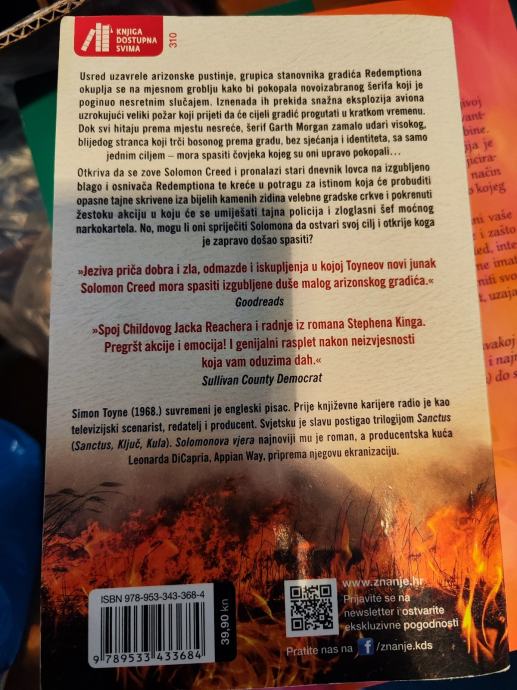 KNJIGA
DOSTUPNA
SVIMA
310
Usred uzavrele arizonske pustinje, grupica stanovnika gradića Redemptiona
okuplja se na mjesnom groblju kako bi pokopala novoizabranog šerifa koji je
poginuo nesretnim slučajem. Iznenada ih prekida snažna eksplozija aviona
uzrokujući veliki požar koji prijeti da će cijeli gradić progutati u kratkom vremenu.
Dok svi hitaju prema mjestu nesreće, šerif Garth Morgan zamalo udari visokog,
blijedog stranca koji trči bosonog prema gradu, bez sjećanja i identiteta, sa samo
jednim ciljem – mora spasiti čovjeka kojeg su oni upravo pokopali...
Otkriva da se zove Solomon Creed i pronalazi stari dnevnik lovca na izgubljeno
blago i osnivača Redemptiona te kreće u potragu za istinom koja će probuditi
opasne tajne skrivene iza bijelih kamenih zidina velebne gradske crkve i pokrenuti
žestoku akciju u koju će se umiješati tajna policija i zloglasni šef moćnog
narkokartela. No, mogu li oni spriječiti Solomona da ostvari svoj cilj i otkrije koga
je zapravo došao spasiti?
»Jeziva priča dobra i zla, odmazde i iskupljenja u kojoj Toyneov novi junak
Solomon Creed mora spasiti izgubljene duše malog arizonskog gradića.«
Goodreads
»Spoj Childovog Jacka Reachera i radnje iz romana Stephena Kinga.
Pregršt akcije i emocija! I genijalni rasplet nakon neizvjesnosti
koja vam oduzima dah.«
Sullivan County Democrat
Simon Toyne (1968.) suvremeni je engleski pisac. Prije književne karijere radio je kao
televizijski scenarist, redatelj i producent. Svjetsku je slavu postigao trilogijom Sanctus
(Sanctus, Ključ, Kula). Solomonova vjera najnoviji mu je roman, a producentska kuća
Leonarda DiCapria, Appian Way, priprema njegovu ekranizaciju.
ISBN 978-953-343-368-4
9 789533 433684
39,90 kn
www.znanje.hr
Prijavite se na
newsletter i ostvarite
ekskluzivne pogodnosti
Pratite nas na f /znanje.kds